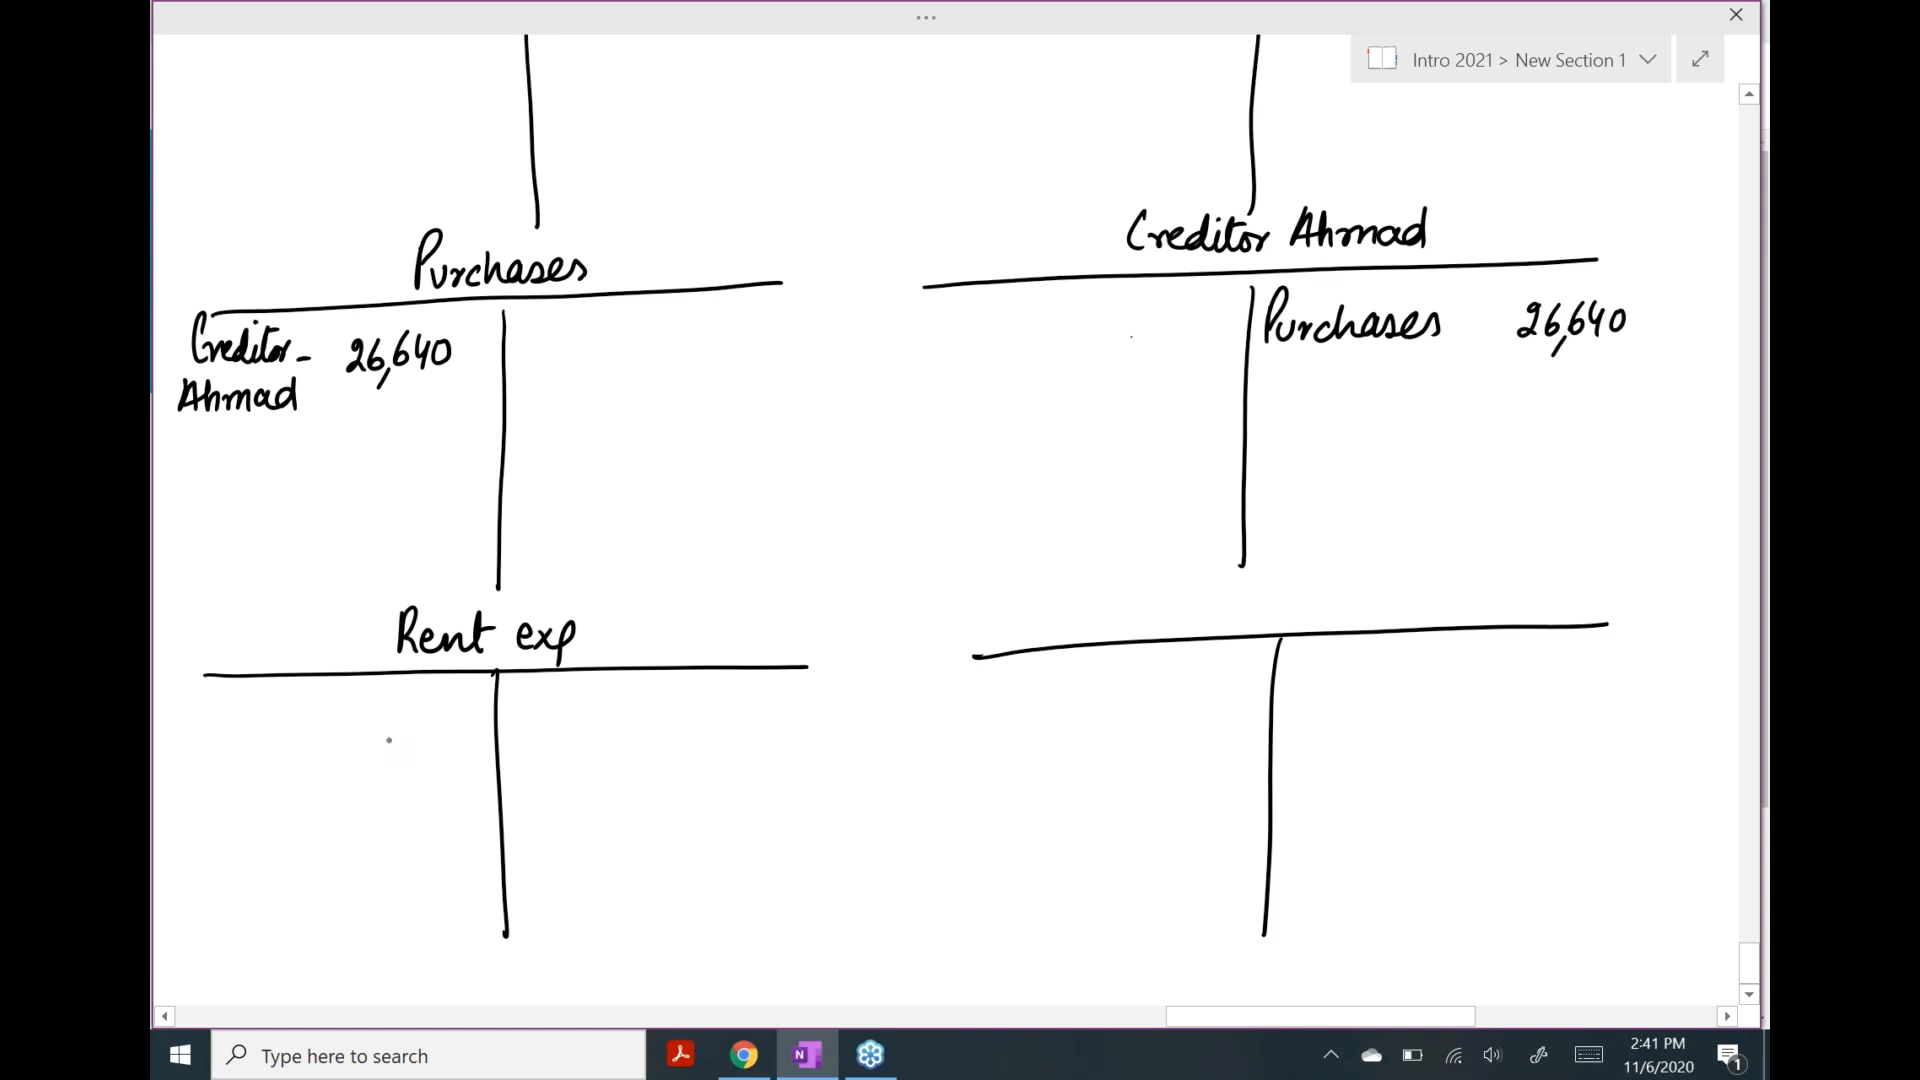 Intro 2021 > New Section 1
Creditor Ahmad
Purchases
Purchases 26,640
Creditor- 26,640
Ahmad
Rent exp
Type here to search
2:41 PM
11/6/2020
1